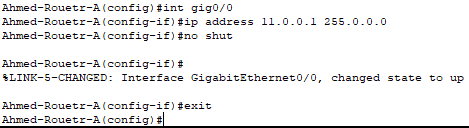 Ahmed-Rouetr-A(config)#int gig0/0
Ahmed-Rouetr-A(config-if)#ip address 11.0.0.1 255.0.0.0
Ahmed-Rouetr-A(config-if)#no shut
Ahmed-Rouetr-A(config-if)#
%LINK-5-CHANGED: Interface GigabitEthernet0/0, changed state to up
Ahmed-Rouetr-A(config-if)#exit
Ahmed-Rouetr-A(config)#